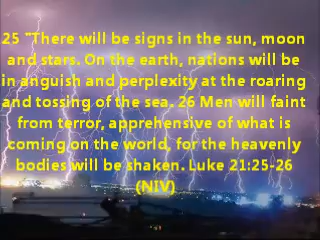 25 "There will be signs in the sun, moon
and stars. On the earth, nations will be
in anguish and perplexity at the roaring
and tossing of the sea. 26 Men will faint
from terror, apprehensive of what is
coming on the world, for the heavenly
bodies will be shaken. Luke 21:25-26
(NIV)